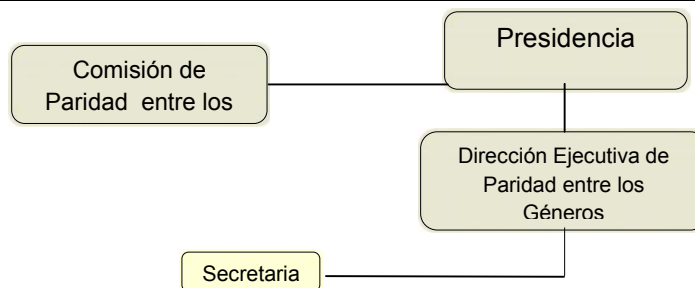 Presidencia
Comisión de
Paridad entre los
Dirección Ejecutiva de
Paridad entre los
Géneros
Secretaria